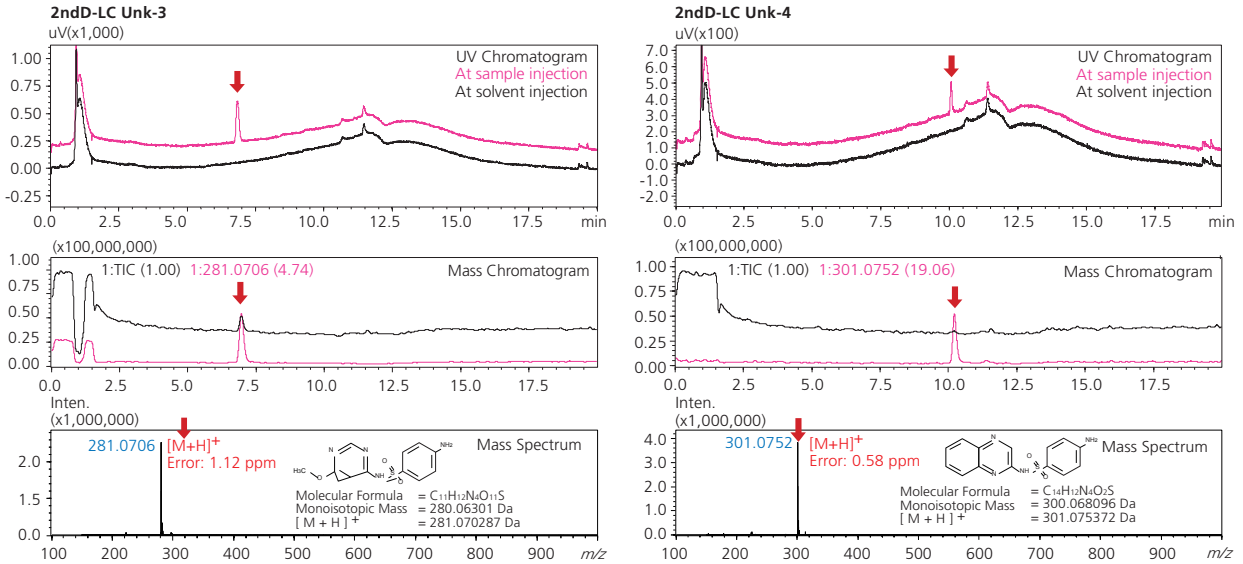 2ndD-LC Unk-3
uV(x1,000)
UV Chromatogram
At sample injection
At solvent injection
1.00
0.75
0.50
0.25
0.00
-0.25
0.0 2.5 5.0 7.5 10.0 12.5 15.0 17.5 min
(x100,000,000)
1:TIC (1.00) 1:281.0706 (4.74) Mass Chromatogram
1.00
0.75
0.50
0.25
0.00
0.0 2.5 5.0 7.5 10.0 12.5 15.0 17.5
Inten.
(x1,000,000)
281.0706 [M+H]+ Mass Spectrum
Error: 1.12 ppm
N N NH₂
H₃C O NH S O O
Molecular Formula = C₁₁H₁₂N₄O₁₁S
Monoisotopic Mass = 280.06301 Da
[ M + H ] + = 281.070287 Da
2.0
1.5
0.0
100 200 300 400 500 600 700 800 900 m/z
2ndD-LC Unk-4
uV(x100)
UV Chromatogram
At sample injection
At solvent injection
7.0
6.0
5.0
4.0
3.0
2.0
1.0
0.0
-1.0
-2.0
0.0 2.5 5.0 7.5 10.0 12.5 15.0 17.5 min
(x100,000,000)
1:TIC (1.00) 1:301.0752 (19.06) Mass Chromatogram
1.00
0.75
0.50
0.25
0.00
0.0 2.5 5.0 7.5 10.0 12.5 15.0 17.5
Inten.
(x1,000,000)
301.0752 [M+H]+ Mass Spectrum
Error: 0.58 ppm
N N NH₂
NH S O O
Molecular Formula = C₁₄H₁₂N₄O₂S
Monoisotopic Mass = 300.068096 Da
[ M + H ] + = 301.075372 Da
4.0
3.0
2.0
1.0
0.0
100 200 300 400 500 600 700 800 900 m/z